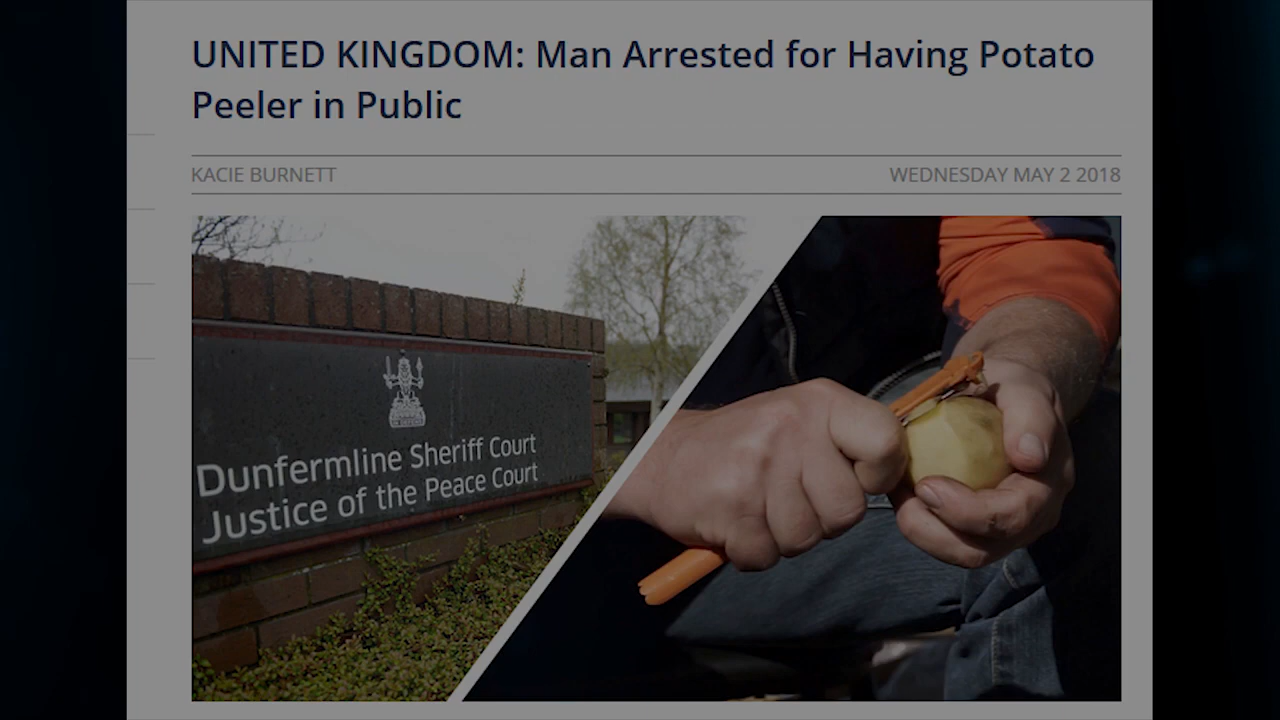 UNITED KINGDOM: Man Arrested for Having Potato
Peeler in Public
KACIE BURNETT
WEDNESDAY MAY 2 2018
Dunfermline Sheriff Court
Justice of the Peace Court